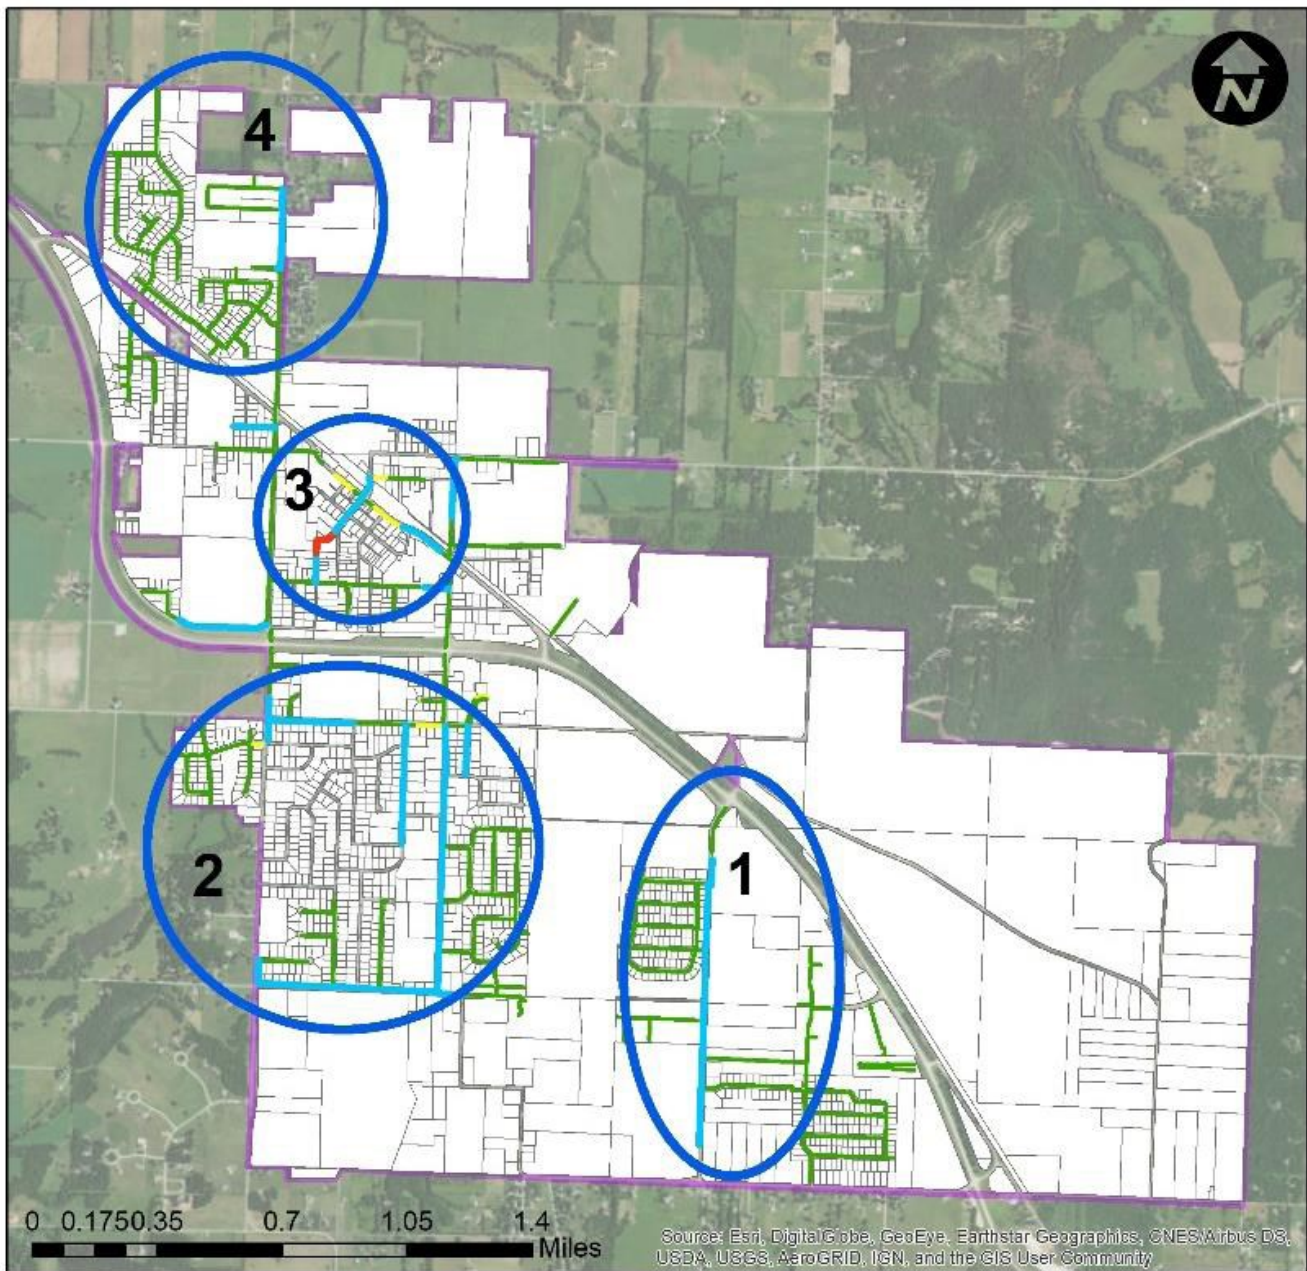 N
4
3
1
2
0 0.1750.35 0.7 1.05 1.4
Miles
Source: Esri, DigitalGlobe, GeoEye, Earthstar Geographics, CNES/Airbus DS,
USDA, USGS, AeroGRID, IGN, and the GIS User Community